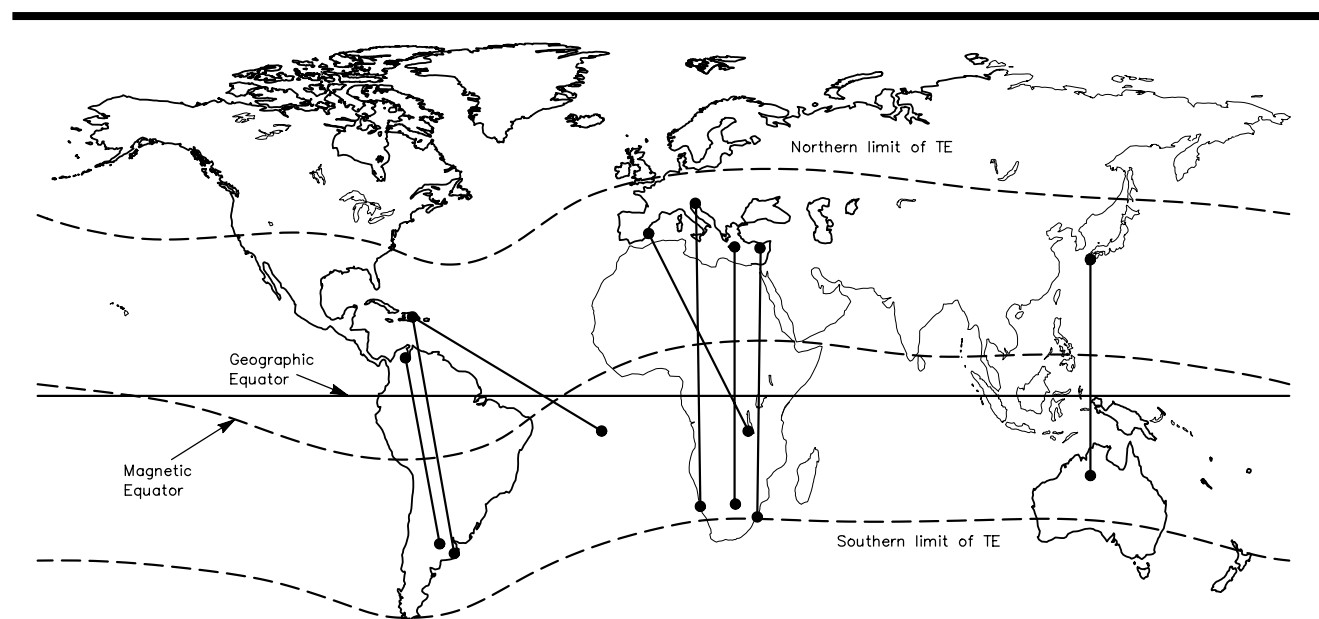 Northern limit of TE
Geographic
Equator
Magnetic
Equator
Southern limit of TE